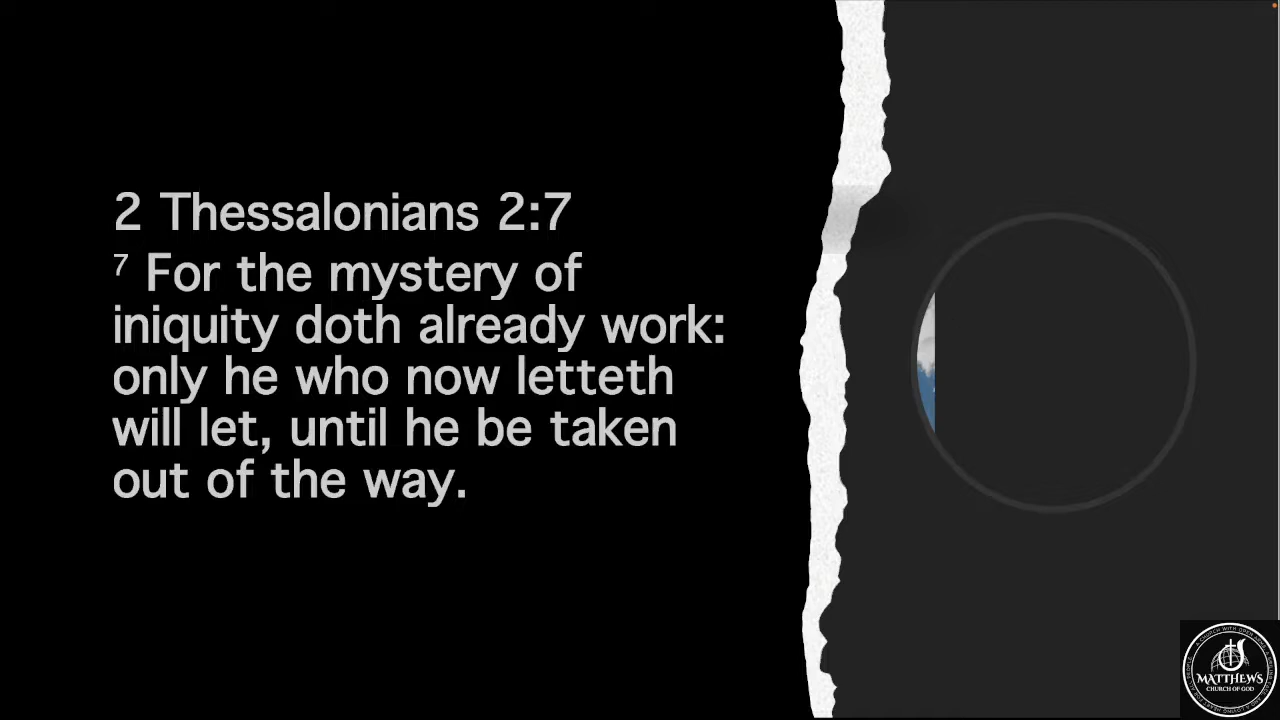 2 Thessalonians 2:7
7 For the mystery of
iniquity doth already work:
only he who now letteth
will let, until he be taken
out of the way.
MATTHEWS
CHURCH OF GOD